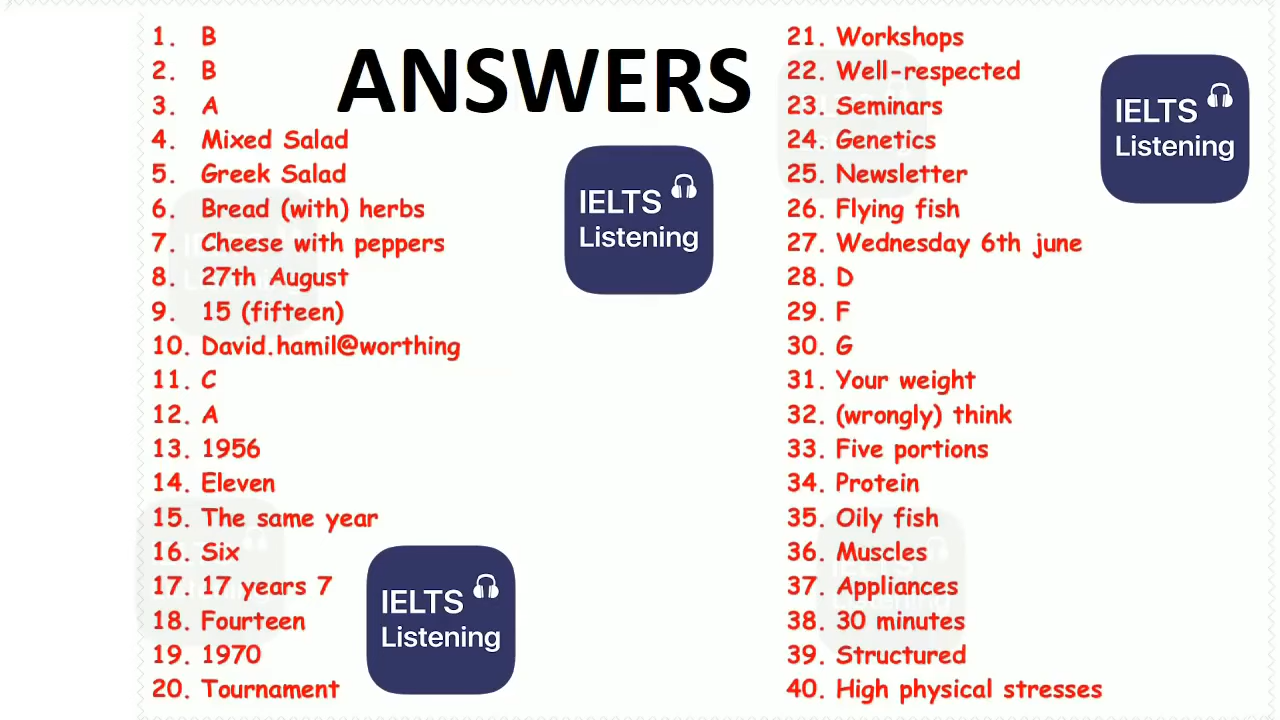 ANSWERS
1. B
2. B
3. A
4. Mixed Salad
5. Greek Salad
6. Bread (with) herbs
7. Cheese with peppers
8. 27th August
9. 15 (fifteen)
10. David.hamil@worthing
11. C
12. A
13. 1956
14. Eleven
15. The same year
16. Six
17. 17 years 7
18. Fourteen
19. 1970
20. Tournament
IELTS
Listening
IELTS
Listening
21. Workshops
22. Well-respected
23. Seminars
24. Genetics
25. Newsletter
26. Flying fish
27. Wednesday 6th june
28. D
29. F
30. G
31. Your weight
32. (wrongly) think
33. Five portions
34. Protein
35. Oily fish
36. Muscles
37. Appliances
38. 30 minutes
39. Structured
40. High physical stresses
IELTS
Listening